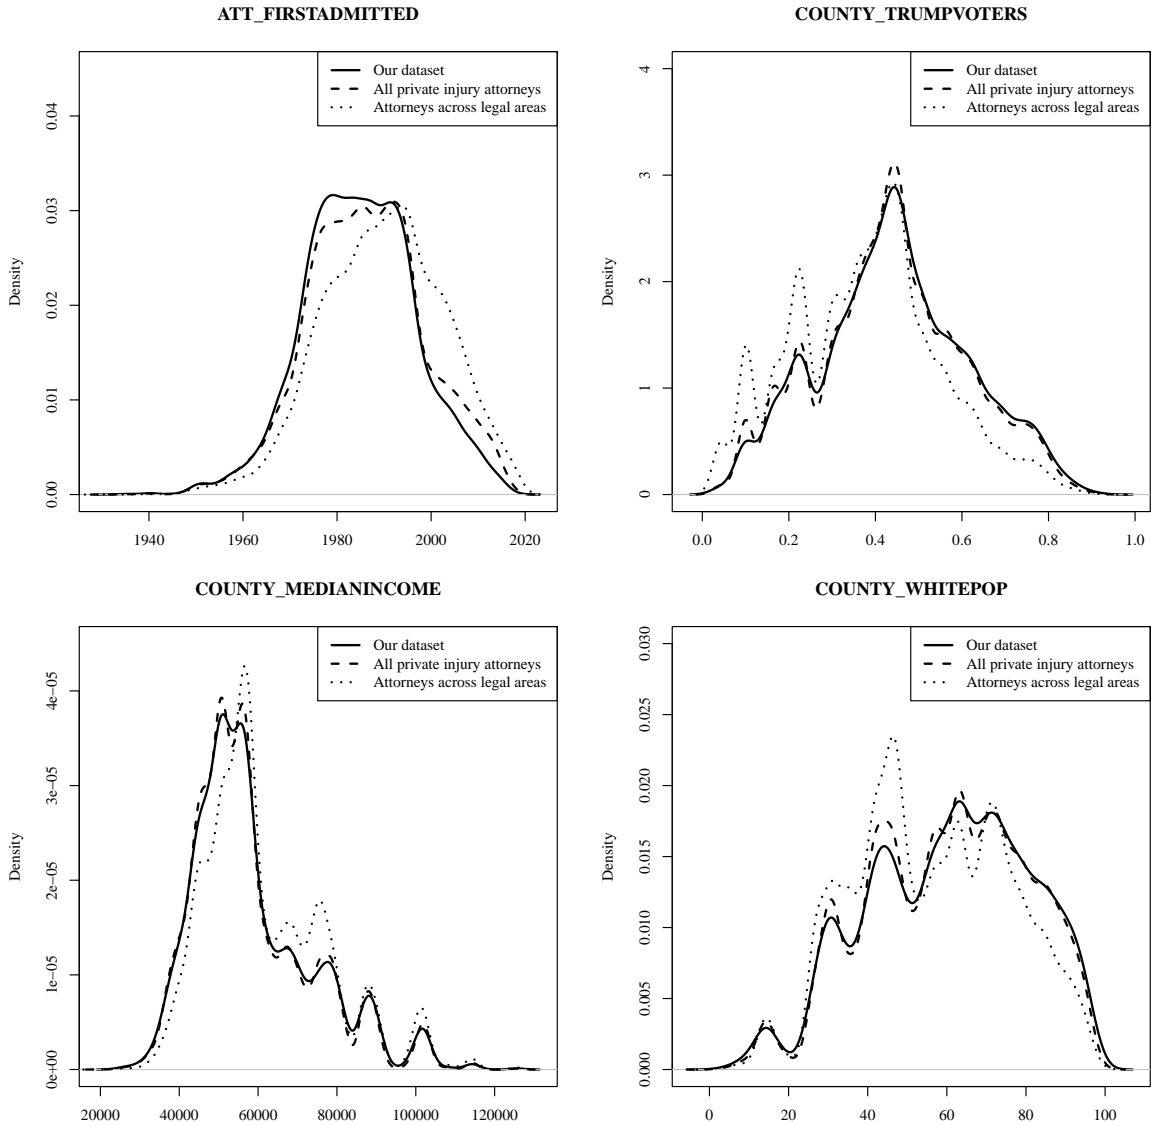 ATT_FIRSTADMITTED
Our dataset
All private injury attorneys
Attorneys across legal areas
Density
0.04
0.03
0.02
0.01
0.00
1940 1960 1980 2000 2020
COUNTY_TRUMPVOTERS
Our dataset
All private injury attorneys
Attorneys across legal areas
Density
4
3
2
1
0
0.0 0.2 0.4 0.6 0.8 1.0
COUNTY_MEDIANINCOME
Our dataset
All private injury attorneys
Attorneys across legal areas
Density
4e−05
3e−05
2e−05
1e−05
0e+00
20000 40000 60000 80000 100000 120000
COUNTY_WHITEPOP
Our dataset
All private injury attorneys
Attorneys across legal areas
Density
0.030
0.025
0.020
0.015
0.010
0.005
0.000
0 20 40 60 80 100